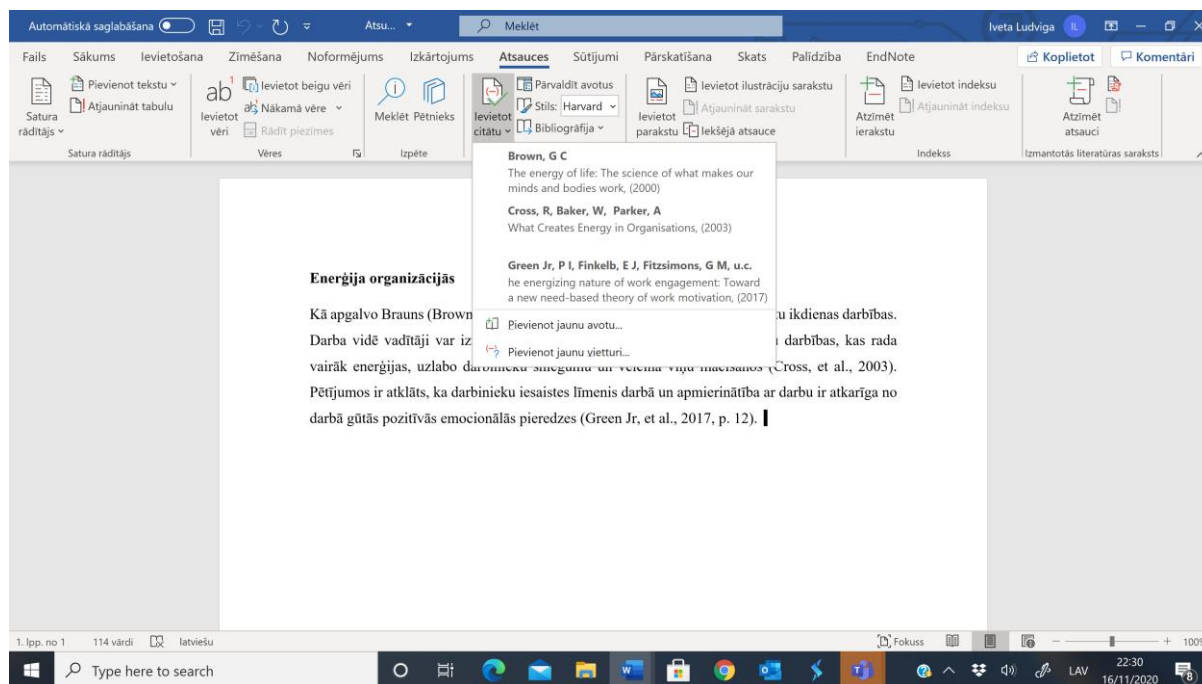 Automātiskā saglabāšana
Atsu...
Meklēt
Iveta Ludviga
IL
Fails Sākums Ievietošana Zīmēšana Noformējums Izkārtojums Atsauces Sūtījumi Pārskatīšana Skats Palīdzība EndNote
Koplietot
Komentāri
Satura
rādītājs
Pievienot tekstu
Atjaunināt tabulu
Satura rādītājs
ab1
Ievietot
vēri
Ievietot beigu vēri
Nākamā vēre
Rādīt piezīmes
Vēres
Meklēt Pētnieks
Izpēte
Ievietot
citātu
Pārvaldīt avotus
Stils: Harvard
Bibliogrāfija
Ievietot
parakstu
Ievietot ilustrāciju sarakstu
Atjaunināt sarakstu
Iekšējā atsauce
Atzīmēt
ierakstu
Ievietot indeksu
Atjaunināt indeksu
Indekss
Atzīmēt
atsauci
Izmantotās literatūras saraksts
Brown, G C
The energy of life: The science of what makes our
minds and bodies work, (2000)
Cross, R, Baker, W, Parker, A
What Creates Energy in Organisations, (2003)
Green Jr, P I, Finkelb, E J, Fitzsimons, G M, u.c.
he energizing nature of work engagement: Toward
a new need-based theory of work motivation, (2017)
Pievienot jaunu avotu...
Pievienot jaunu vietturi...
Enerģija organizācijās
Kā apgalvo Brauns (Brown u ikdienas darbības.
Darba vidē vadītāji var iz darbības, kas rada
vairāk enerģijas, uzlabo (Cross, et al., 2003).
Pētījumos ir atklāts, ka darbinieku iesaistes līmenis darbā un apmierinātība ar darbu ir atkarīga no
darbā gūtās pozitīvās emocionālās pieredzes (Green Jr, et al., 2017, p. 12).
1. lpp. no 1 114 vārdi latviešu
Fokuss
100%
Type here to search
LAV
22:30
16/11/2020
8